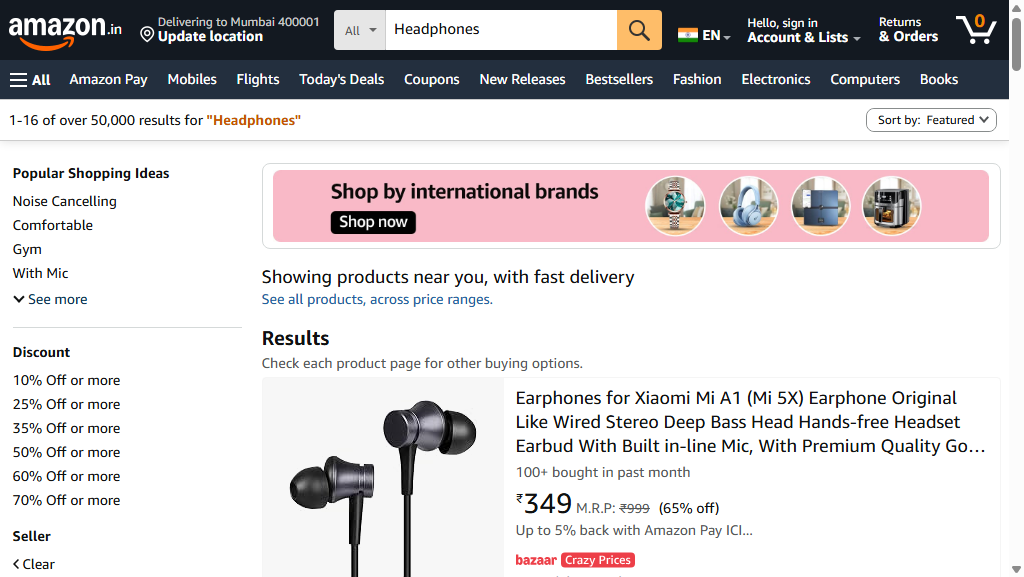 amazon.in
Delivering to Mumbai 400001
Update location
All
Headphones
EN
Hello, sign in
Account & Lists
Returns
& Orders
0
All
Amazon Pay
Mobiles
Flights
Today's Deals
Coupons
New Releases
Bestsellers
Fashion
Electronics
Computers
Books
1-16 of over 50,000 results for "Headphones"
Sort by: Featured
Popular Shopping Ideas
Noise Cancelling
Comfortable
Gym
With Mic
See more
Discount
10% Off or more
25% Off or more
35% Off or more
50% Off or more
60% Off or more
70% Off or more
Seller
Clear
Shop by international brands
Shop now
Showing products near you, with fast delivery
See all products, across price ranges.
Results
Check each product page for other buying options.
Earphones for Xiaomi Mi A1 (Mi 5X) Earphone Original
Like Wired Stereo Deep Bass Head Hands-free Headset
Earbud With Built in-line Mic, With Premium Quality Go…
100+ bought in past month
₹349 M.R.P: ₹999 (65% off)
Up to 5% back with Amazon Pay ICI…
bazaar Crazy Prices